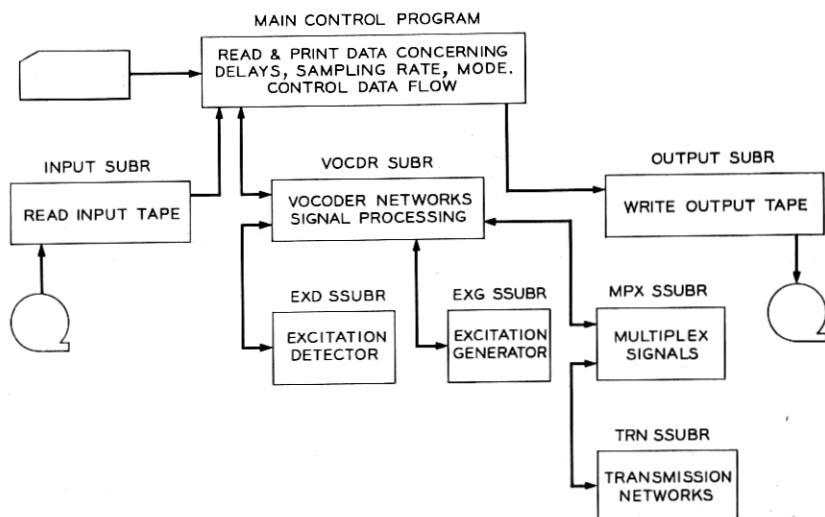 MAIN CONTROL PROGRAM
READ & PRINT DATA CONCERNING
DELAYS, SAMPLING RATE, MODE.
CONTROL DATA FLOW
INPUT SUBR
READ INPUT TAPE
VOCDR SUBR
VOCODER NETWORKS
SIGNAL PROCESSING
OUTPUT SUBR
WRITE OUTPUT TAPE
EXD SSUBR
EXCITATION
DETECTOR
EXG SSUBR
EXCITATION
GENERATOR
MPX SSUBR
MULTIPLEX
SIGNALS
TRN SSUBR
TRANSMISSION
NETWORKS